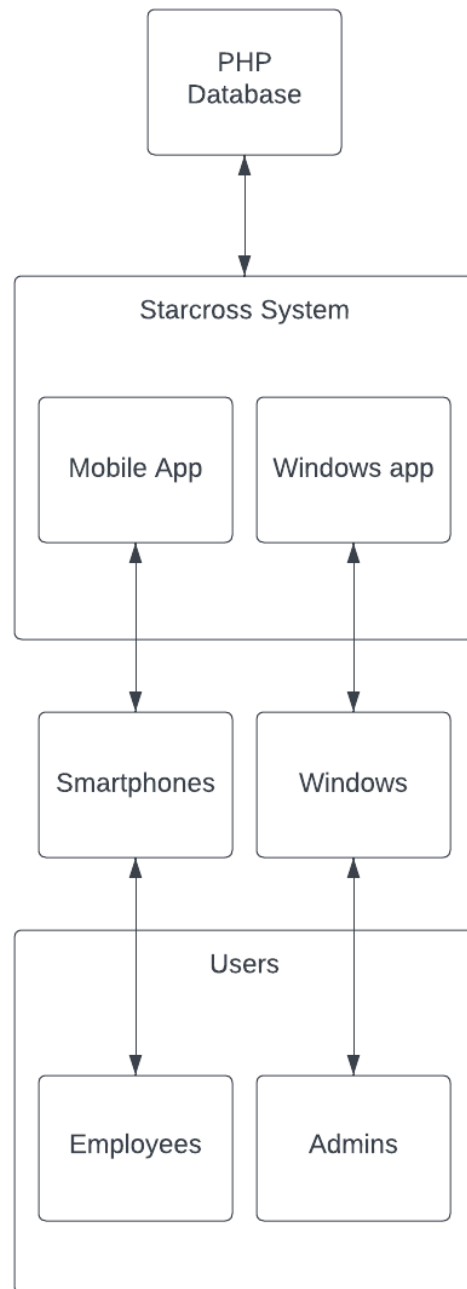 PHP
Database
Starcross System
Mobile App
Windows app
Smartphones
Windows
Users
Employees
Admins